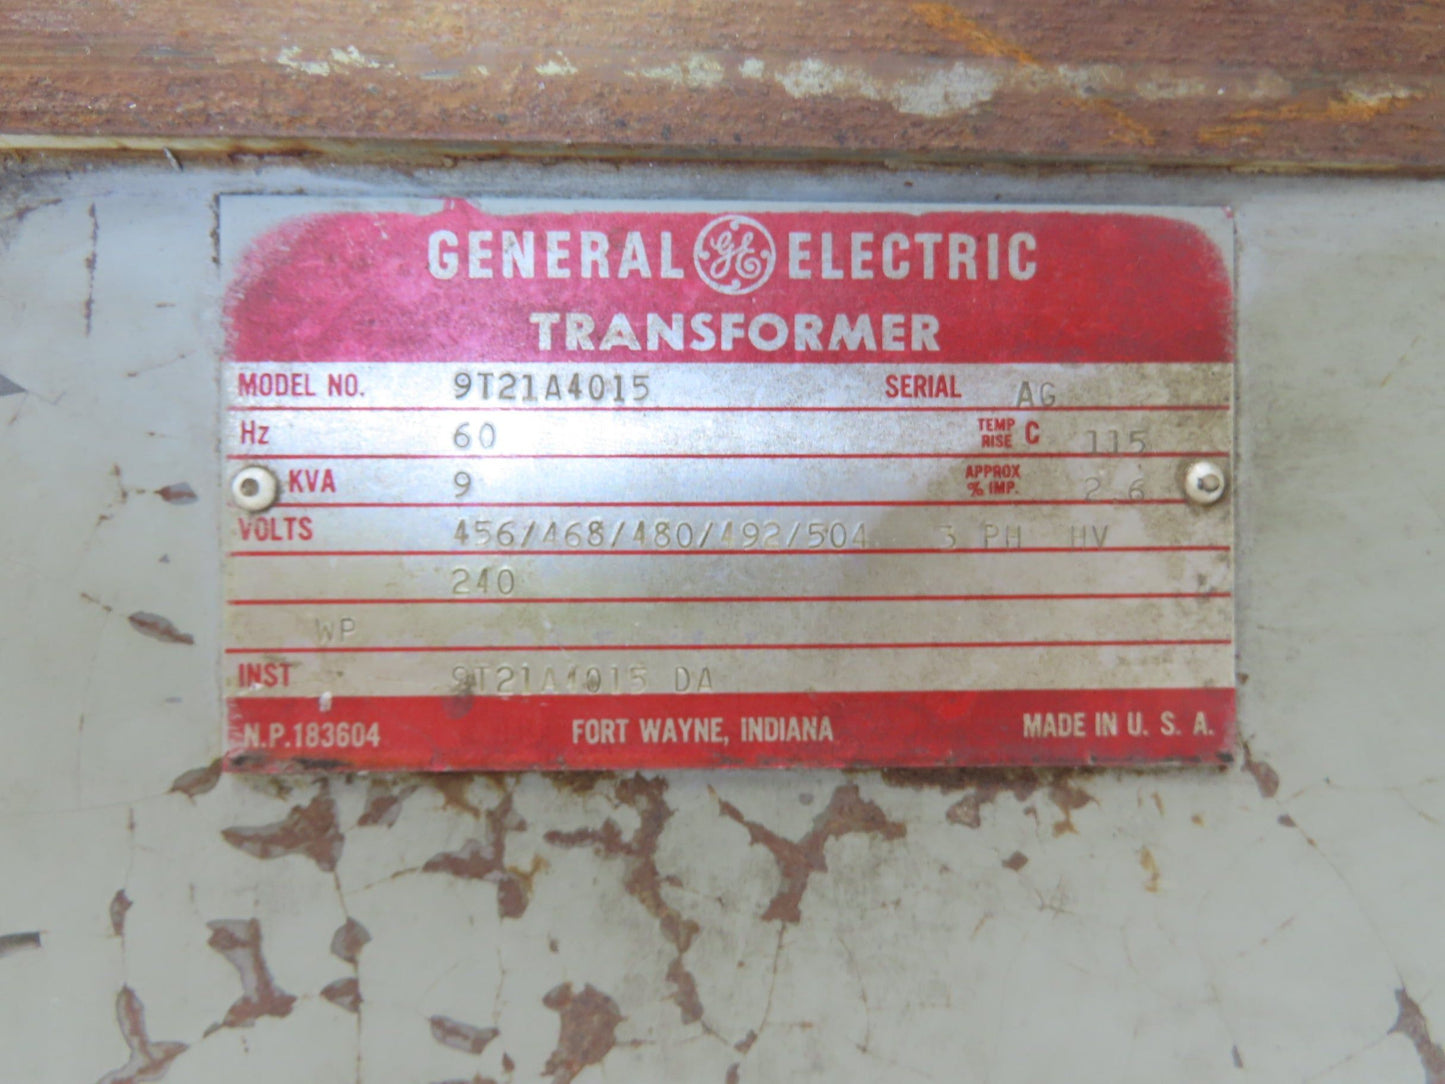 GENERAL GE ELECTRIC
TRANSFORMER
MODEL NO. 9T21A4015 SERIAL AG
Hz 60 TEMP RISE C 115
KVA 9 APPROX % IMP. 2.6
VOLTS 456/468/480/492/504 3 PH HV
240
WP
INST 9T21A4015 DA
N.P.183604 FORT WAYNE, INDIANA MADE IN U. S. A.